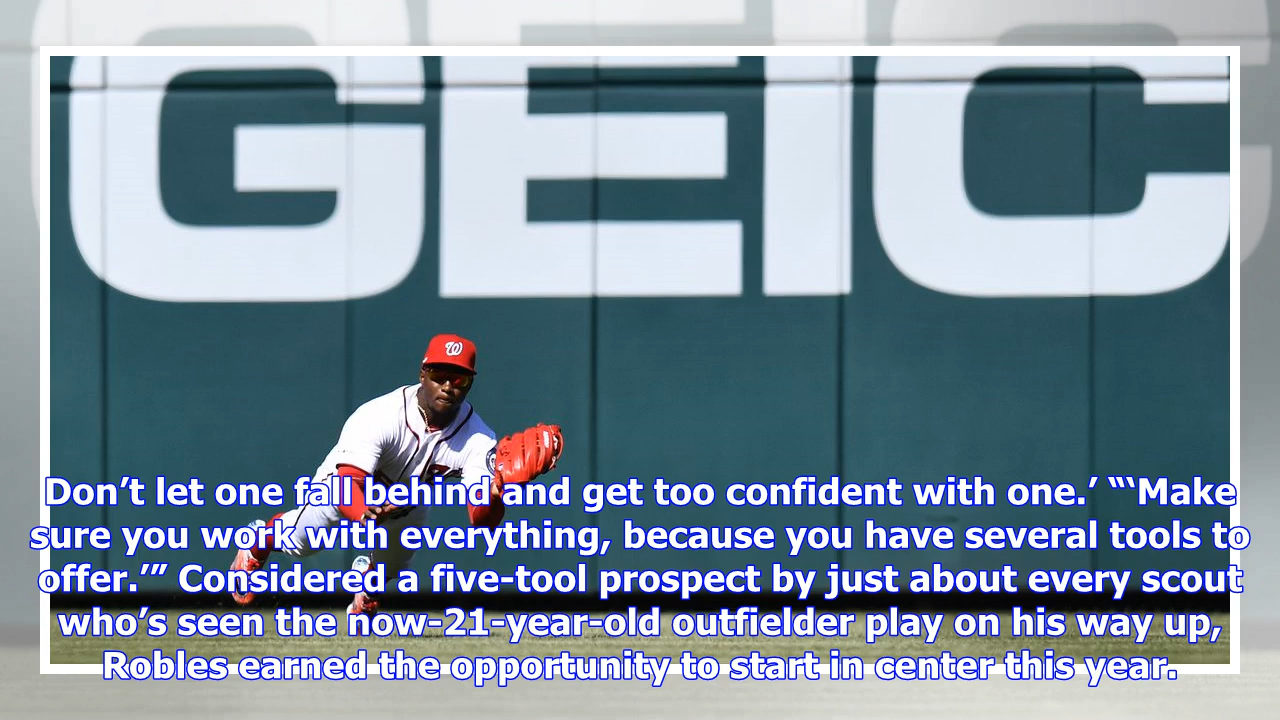 GEIC
W
Don’t let one fall behind and get too confident with one.’ “‘Make
sure you work with everything, because you have several tools to
offer.’” Considered a five-tool prospect by just about every scout
who’s seen the now-21-year-old outfielder play on his way up,
Robles earned the opportunity to start in center this year.